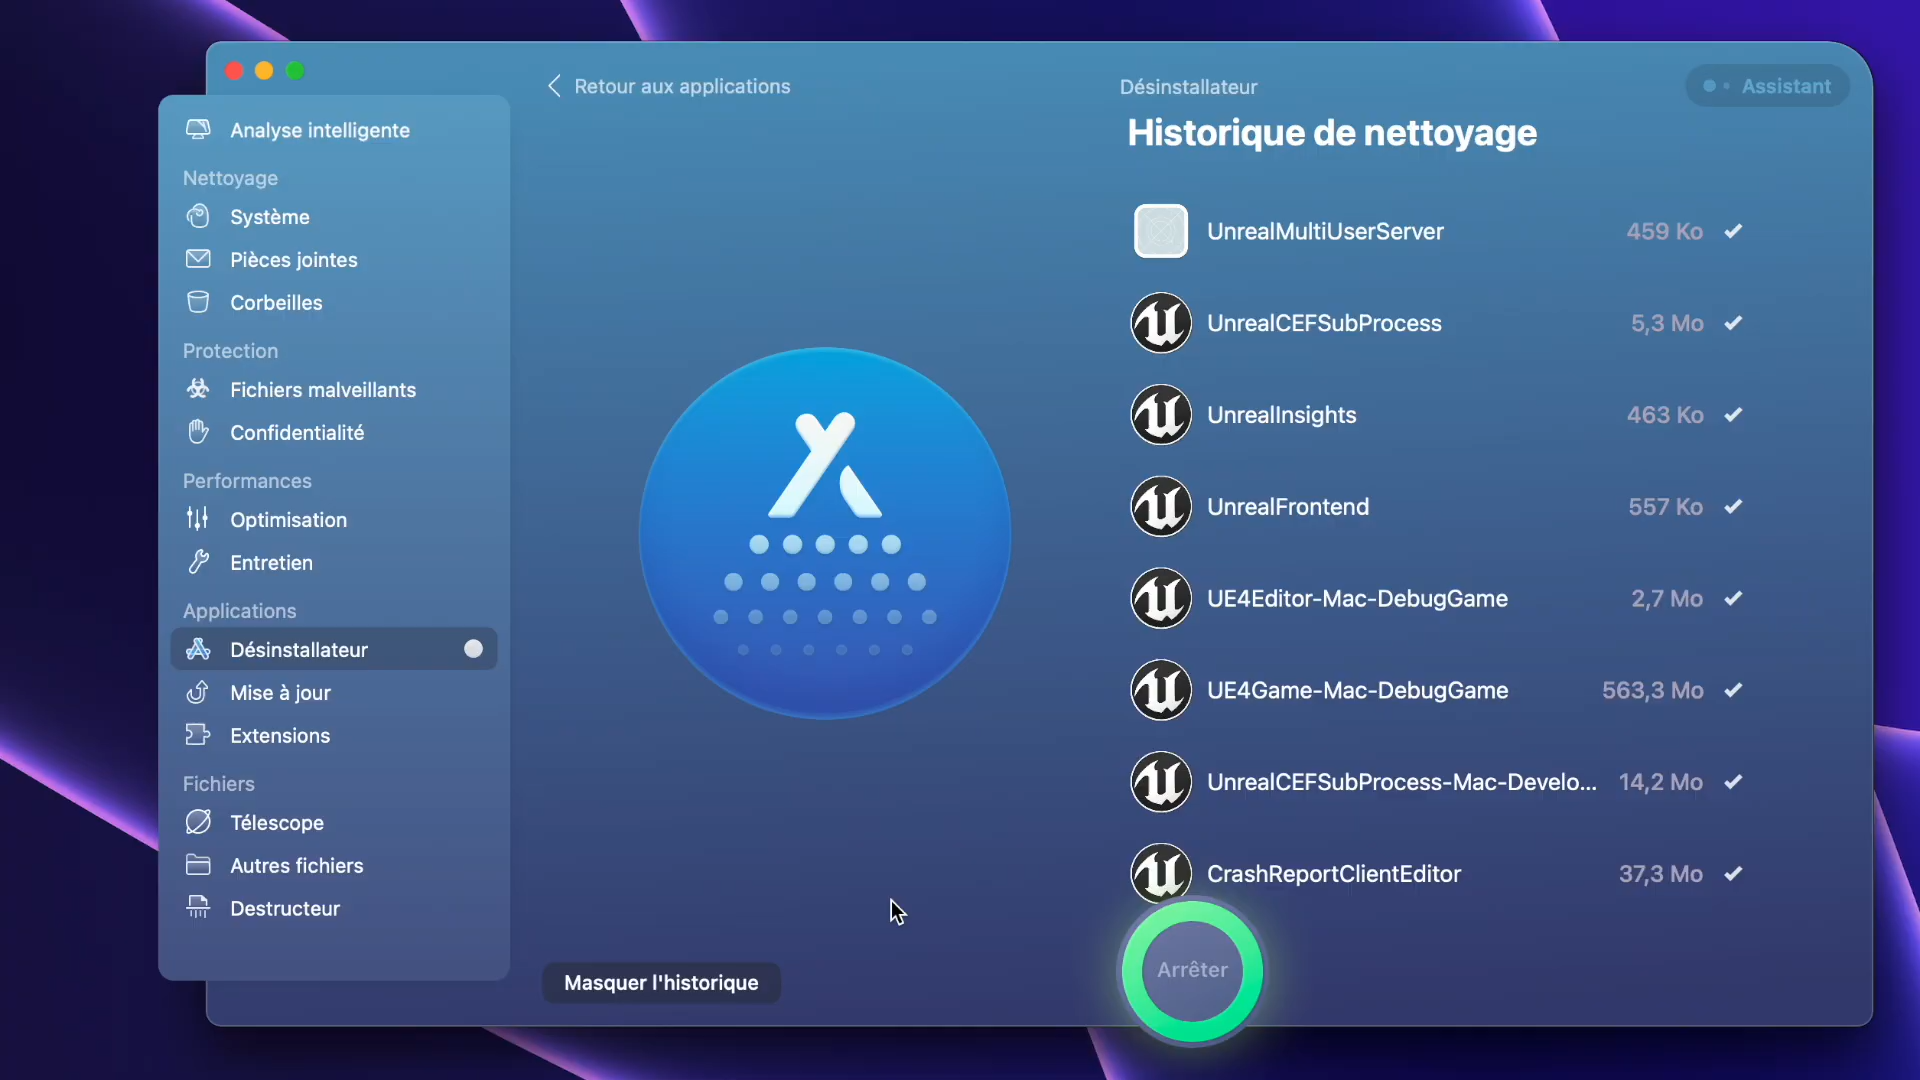 Retour aux applications
Désinstallateur
Assistant
Historique de nettoyage
Analyse intelligente
Nettoyage
Système
Pièces jointes
Corbeilles
Protection
Fichiers malveillants
Confidentialité
Performances
Optimisation
Entretien
Applications
Désinstallateur
Mise à jour
Extensions
Fichiers
Télescope
Autres fichiers
Destructeur
UnrealMultiUserServer 459 Ko
UnrealCEFSubProcess 5,3 Mo
UnrealInsights 463 Ko
UnrealFrontend 557 Ko
UE4Editor-Mac-DebugGame 2,7 Mo
UE4Game-Mac-DebugGame 563,3 Mo
UnrealCEFSubProcess-Mac-Develo... 14,2 Mo
CrashReportClientEditor 37,3 Mo
Masquer l'historique
Arrêter